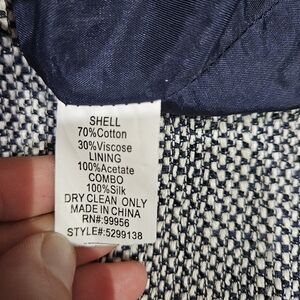 SHELL
70%Cotton
30%Viscose
LINING
100%Acetate
COMBO
100%Silk
DRY CLEAN ONLY
MADE IN CHINA
RN#:99956
STYLE#:5299138